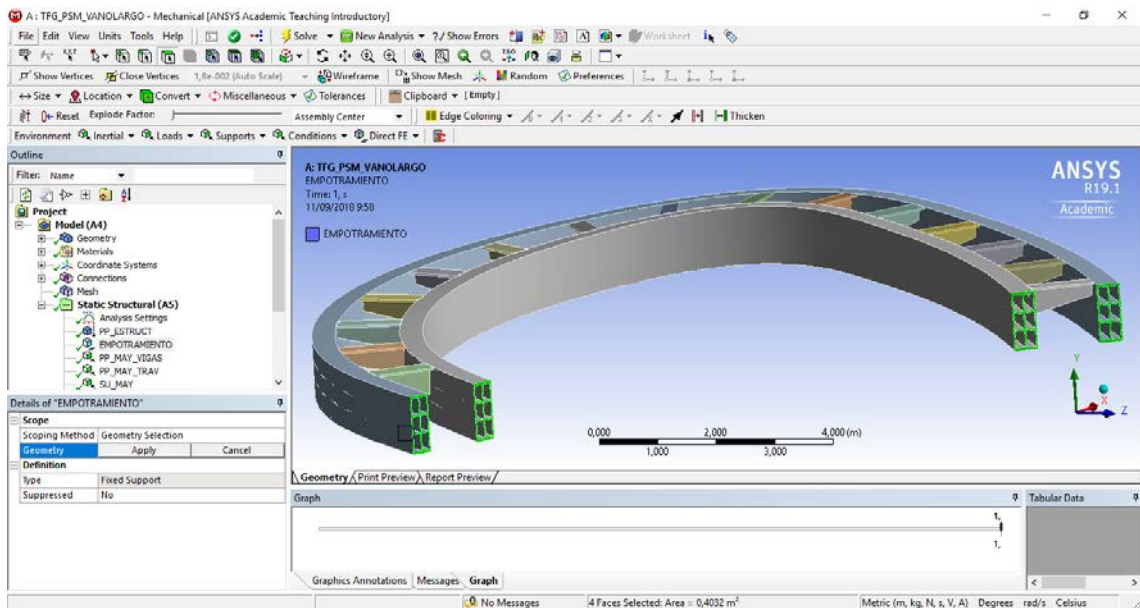 A : TFG_PSM_VANOLARGO - Mechanical [ANSYS Academic Teaching Introductory]
File Edit View Units Tools Help Solve New Analysis ?/ Show Errors Worksheet
Show Vertices Close Vertices 1,8e-002 (Auto Scale) Wireframe Show Mesh Random Preferences
Size Location Convert Miscellaneous Tolerances Clipboard [Empty]
Reset Explode Factor: Assembly Center Edge Coloring Thicken
Environment Inertial Loads Supports Conditions Direct FE
Outline
Filter: Name
Project
Model (A4)
Geometry
Materials
Coordinate Systems
Connections
Mesh
Static Structural (A5)
Analysis Settings
PP_ESTRUCT
EMPOTRAMIENTO
PP_MAY_VIGAS
PP_MAY_TRAV
SU_MAY
Details of "EMPOTRAMIENTO"
Scope
Scoping Method Geometry Selection
Geometry Apply Cancel
Definition
Type Fixed Support
Suppressed No
A: TFG_PSM_VANOLARGO
EMPOTRAMIENTO
Time: 1, s
11/09/2018 9:58
EMPOTRAMIENTO
ANSYS
R19.1
Academic
Y
X
Z
0,000 2,000 4,000 (m)
1,000 3,000
Geometry Print Preview Report Preview
Graph
1,
1,
Tabular Data
Graphics Annotations Messages Graph
No Messages 4 Faces Selected: Area = 0,4032 m² Metric (m, kg, N, s, V, A) Degrees rad/s Celsius